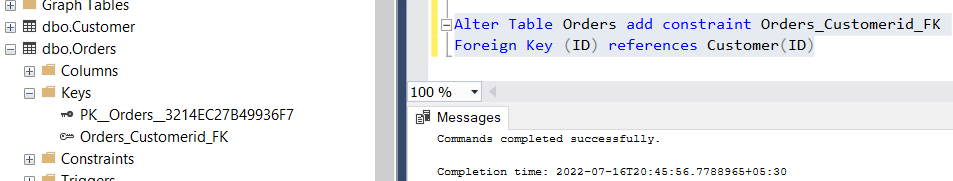 Graph Tables
dbo.Customer
dbo.Orders
Columns
Keys
PK__Orders__3214EC27B49936F7
Orders_Customerid_FK
Constraints
Triggers
Alter Table Orders add constraint Orders_Customerid_FK
Foreign Key (ID) references Customer(ID)
100 %
Messages
Commands completed successfully.
Completion time: 2022-07-16T20:45:56.7788965+05:30